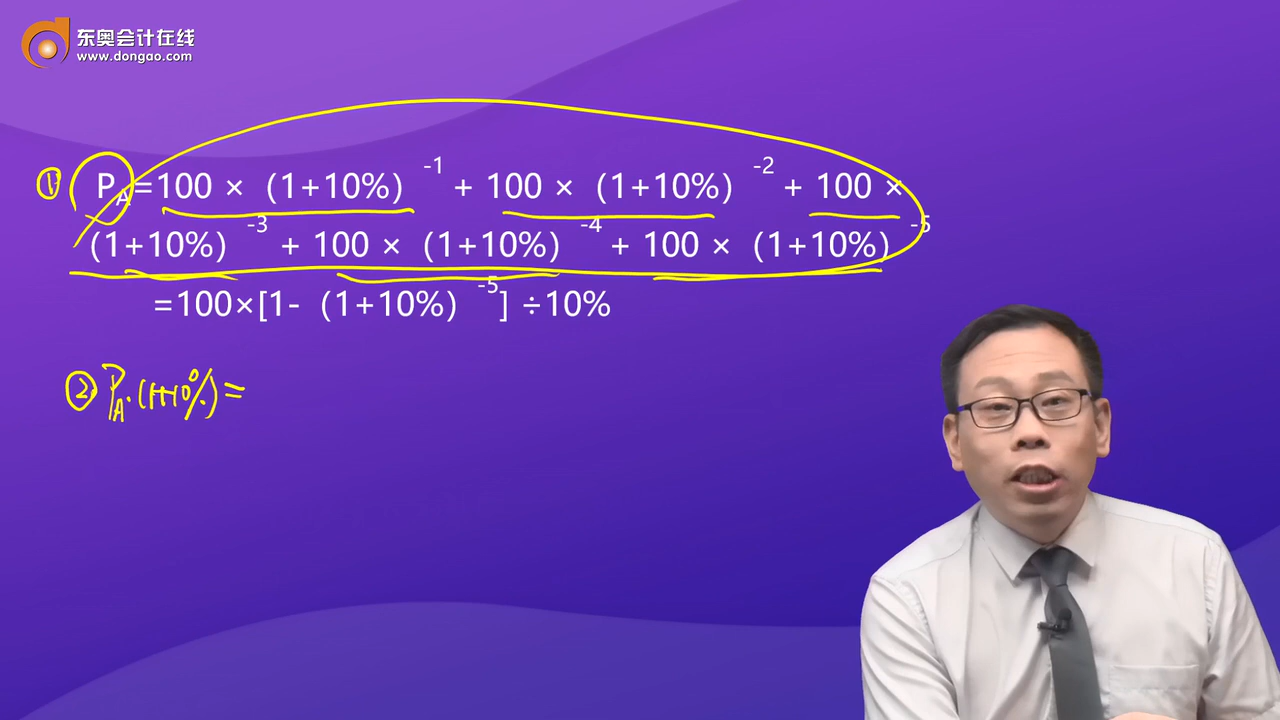 东奥会计在线
www.dongao.com
① P_A=100 ×（1+10%）^-1 + 100 ×（1+10%）^-2 + 100 ×
（1+10%）^-3 + 100 ×（1+10%）^-4 + 100 ×（1+10%）^-5
=100×[1-（1+10%）^-5] ÷10%
② P_A·(1+10%)=